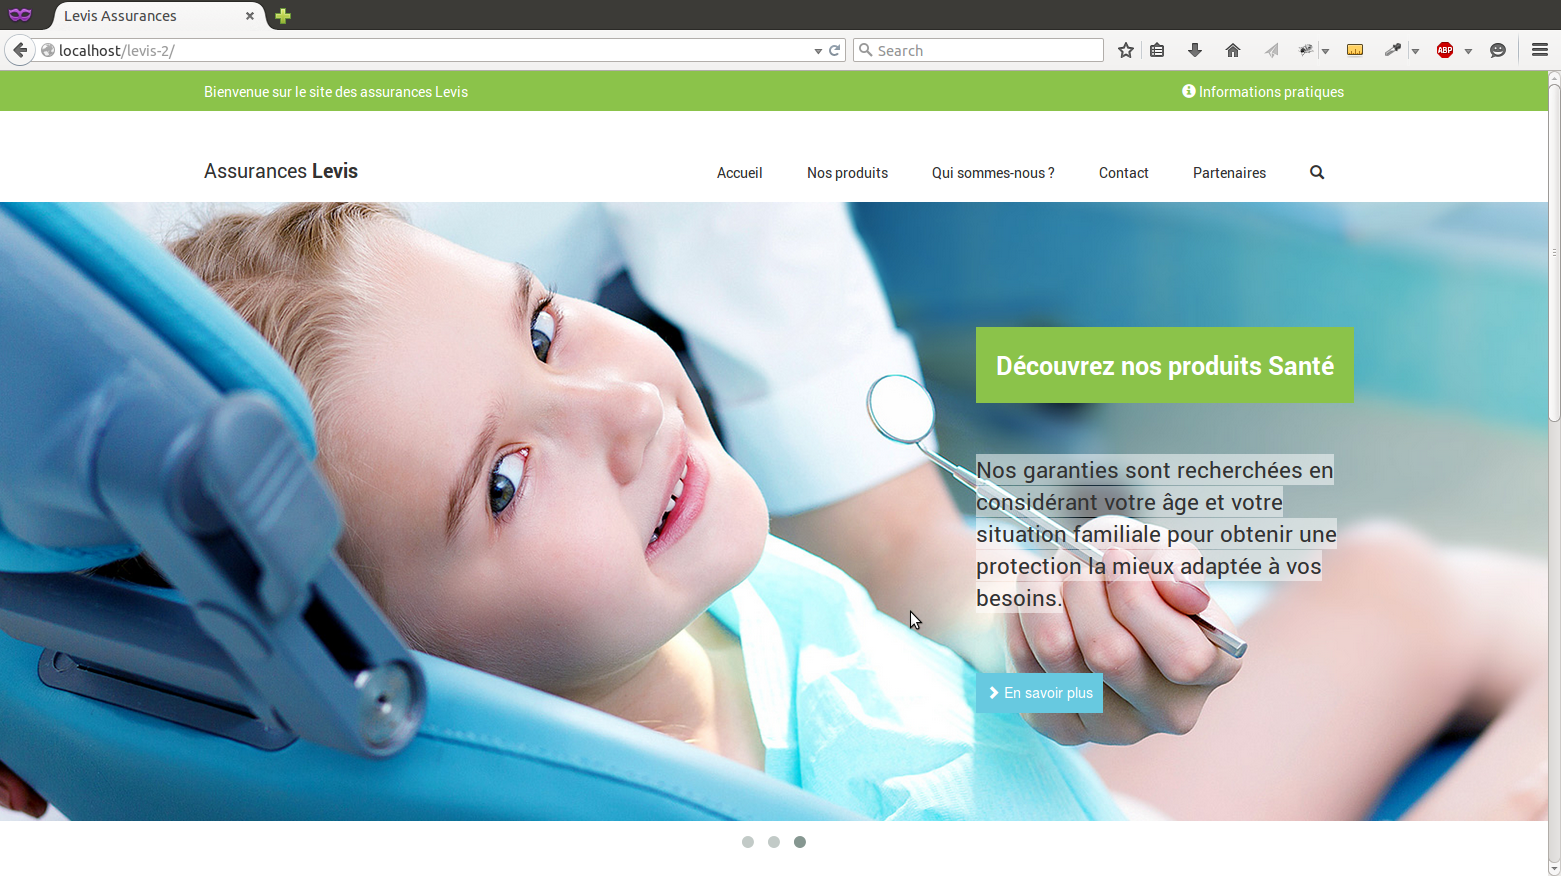 Levis Assurances
localhost/levis-2/
Search
ABP
Bienvenue sur le site des assurances Levis
Informations pratiques
Assurances Levis
Accueil
Nos produits
Qui sommes-nous ?
Contact
Partenaires
Découvrez nos produits Santé
Nos garanties sont recherchées en
considérant votre âge et votre
situation familiale pour obtenir une
protection la mieux adaptée à vos
besoins.
En savoir plus